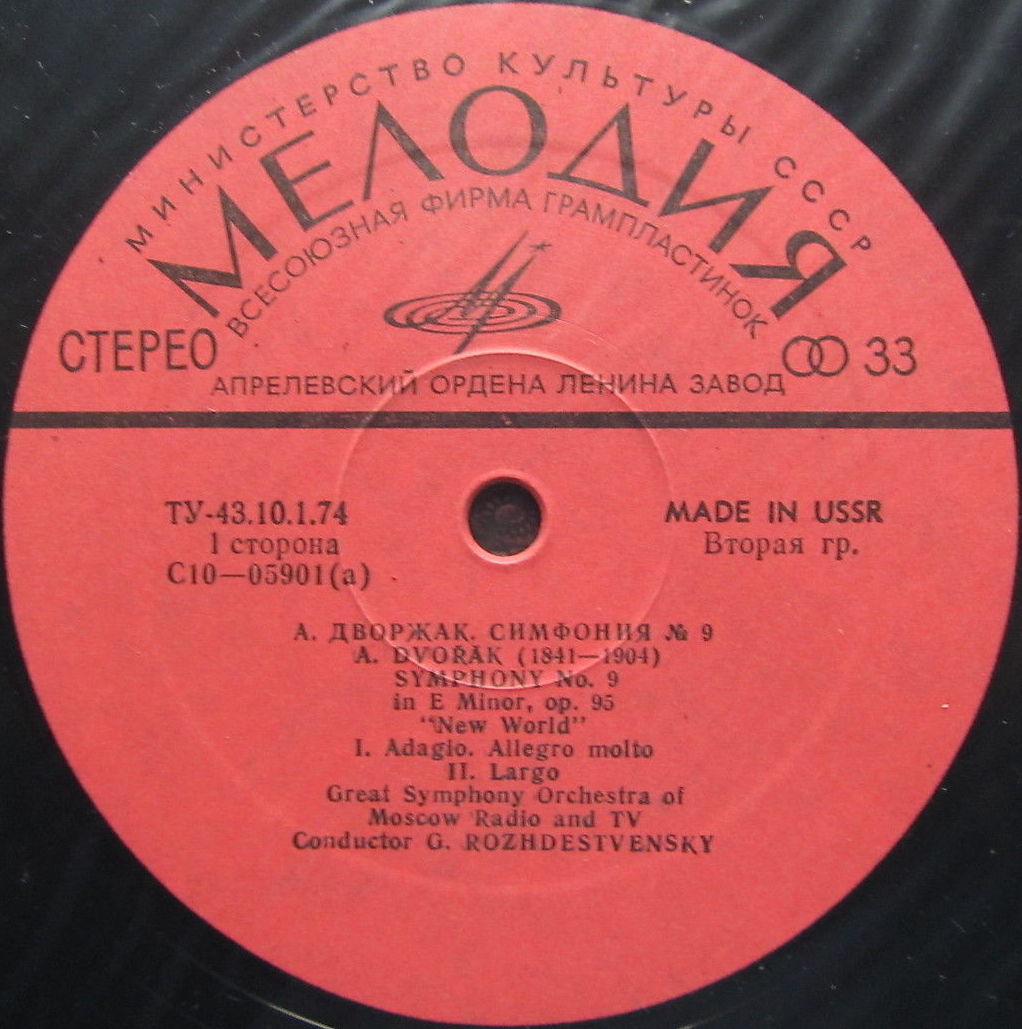 МИНИСТЕРСТВО КУЛЬТУРЫ СССР
МЕЛОДИЯ
ВСЕСОЮЗНАЯ ФИРМА ГРАМПЛАСТИНОК
СТЕРЕО
33
АПРЕЛЕВСКИЙ ОРДЕНА ЛЕНИНА ЗАВОД
ТУ-43.10.1.74
1 сторона
С10—05901(а)
MADE IN USSR
Вторая гр.
А. ДВОРЖАК. СИМФОНИЯ № 9
A. DVOŘÁK (1841—1904)
SYMPHONY No. 9
in E Minor, op. 95
"New World"
I. Adagio. Allegro molto
II. Largo
Great Symphony Orchestra of
Moscow Radio and TV
Conductor G. ROZHDESTVENSKY